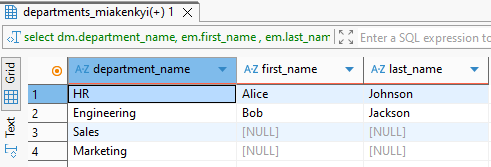 departments_miakenkyi(+) 1
select dm.department_name, em.first_name , em.last_nam
Enter a SQL expression to
Grid
Text
A-Z department_name A-Z first_name A-Z last_name
1 HR Alice Johnson
2 Engineering Bob Jackson
3 Sales [NULL] [NULL]
4 Marketing [NULL] [NULL]